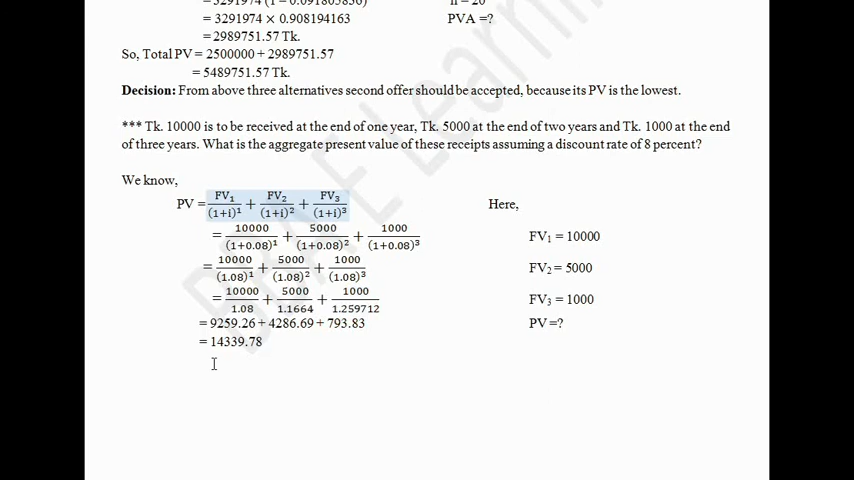 = 3291974 (1 − 0.091805836) n = 20
= 3291974 × 0.908194163 PVA =?
= 2989751.57 Tk.
So, Total PV = 2500000 + 2989751.57
= 5489751.57 Tk.
Decision: From above three alternatives second offer should be accepted, because its PV is the lowest.
*** Tk. 10000 is to be received at the end of one year, Tk. 5000 at the end of two years and Tk. 1000 at the end
of three years. What is the aggregate present value of these receipts assuming a discount rate of 8 percent?
We know,
PV = FV₁/(1+i)¹ + FV₂/(1+i)² + FV₃/(1+i)³ Here,
= 10000/(1+0.08)¹ + 5000/(1+0.08)² + 1000/(1+0.08)³ FV₁ = 10000
= 10000/(1.08)¹ + 5000/(1.08)² + 1000/(1.08)³ FV₂ = 5000
= 10000/1.08 + 5000/1.1664 + 1000/1.259712 FV₃ = 1000
= 9259.26 + 4286.69 + 793.83 PV =?
= 14339.78